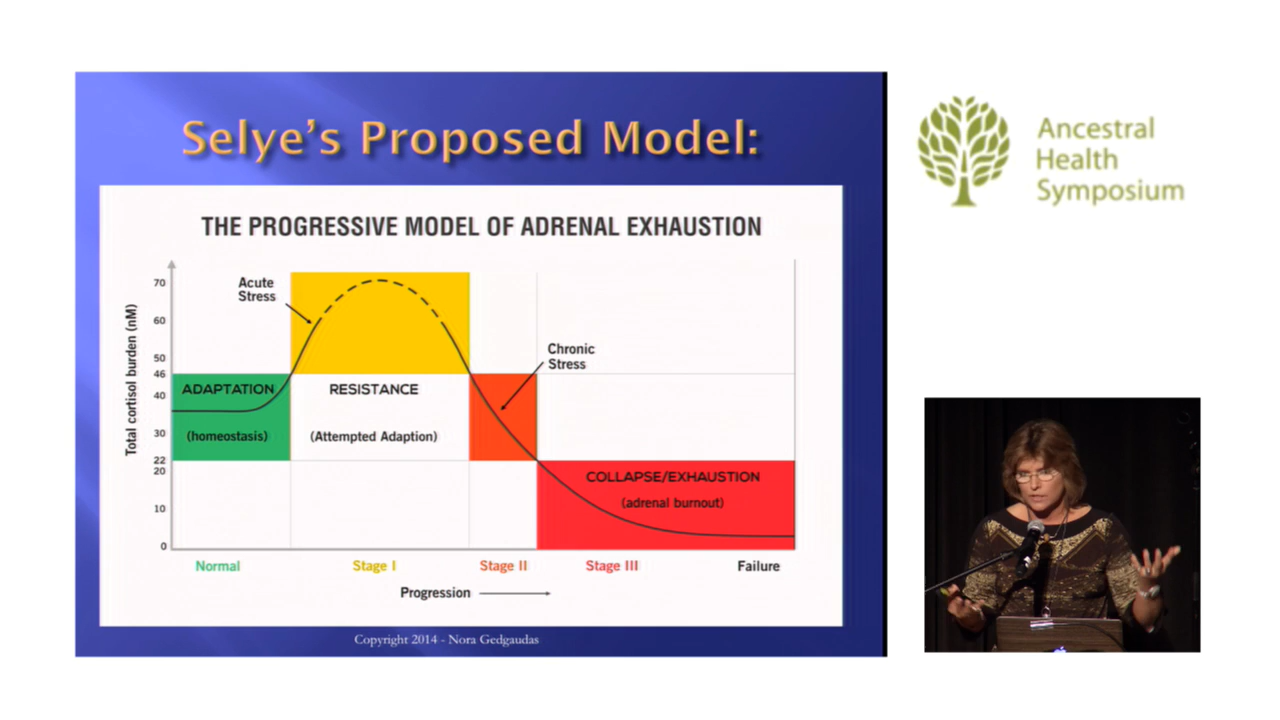 Selye's Proposed Model:
THE PROGRESSIVE MODEL OF ADRENAL EXHAUSTION
Total cortisol burden (nM)
70
60
50
46
40
30
22
20
10
0
Acute
Stress
Chronic
Stress
ADAPTATION
(homeostasis)
RESISTANCE
(Attempted Adaption)
COLLAPSE/EXHAUSTION
(adrenal burnout)
Normal
Stage I
Stage II
Stage III
Failure
Progression
Copyright 2014 - Nora Gedgaudas
Ancestral
Health
Symposium